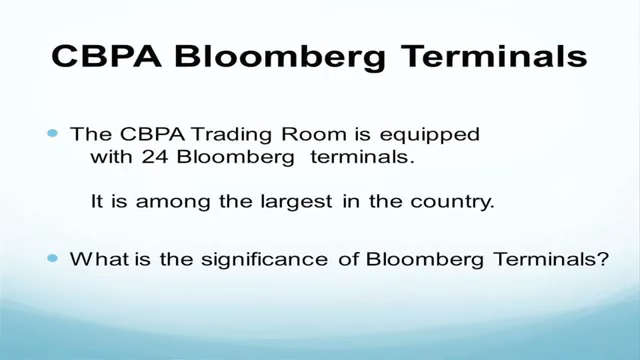 CBPA Bloomberg Terminals
The CBPA Trading Room is equipped
with 24 Bloomberg terminals.
It is among the largest in the country.
What is the significance of Bloomberg Terminals?